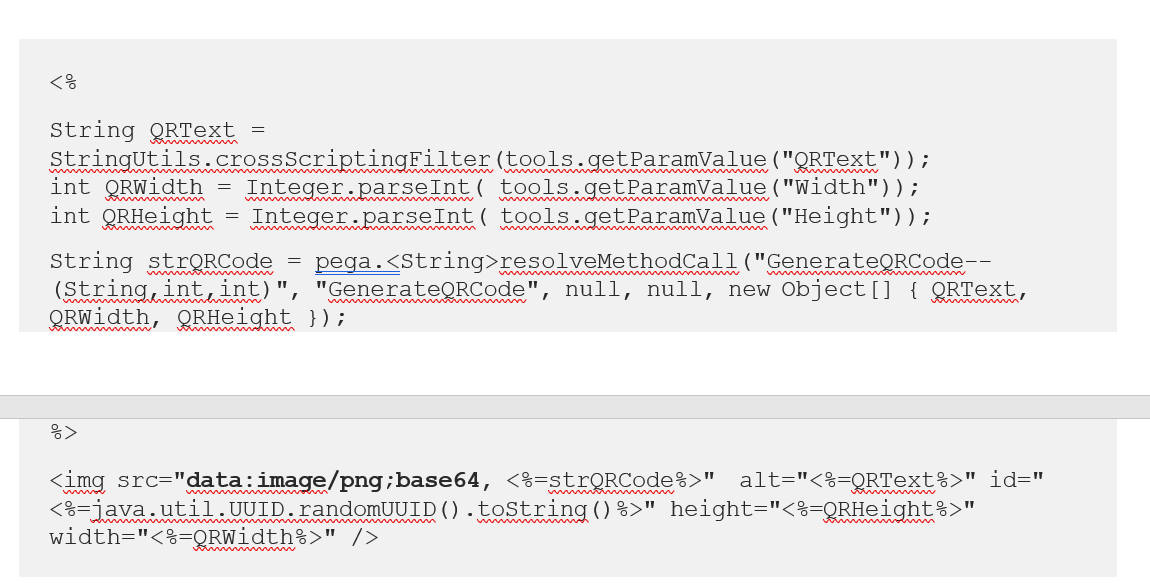 <%
String QRText =
StringUtils.crossScriptingFilter(tools.getParamValue("QRText"));
int QRWidth = Integer.parseInt( tools.getParamValue("Width"));
int QRHeight = Integer.parseInt( tools.getParamValue("Height"));
String strQRCode = pega.<String>resolveMethodCall("GenerateQRCode--
(String,int,int)", "GenerateQRCode", null, null, new Object[] { QRText,
QRWidth, QRHeight });
%>
<img src="data:image/png;base64, <%=strQRCode%>"  alt="<%=QRText%>" id="
<%=java.util.UUID.randomUUID().toString()%>" height="<%=QRHeight%>"
width="<%=QRWidth%>" />